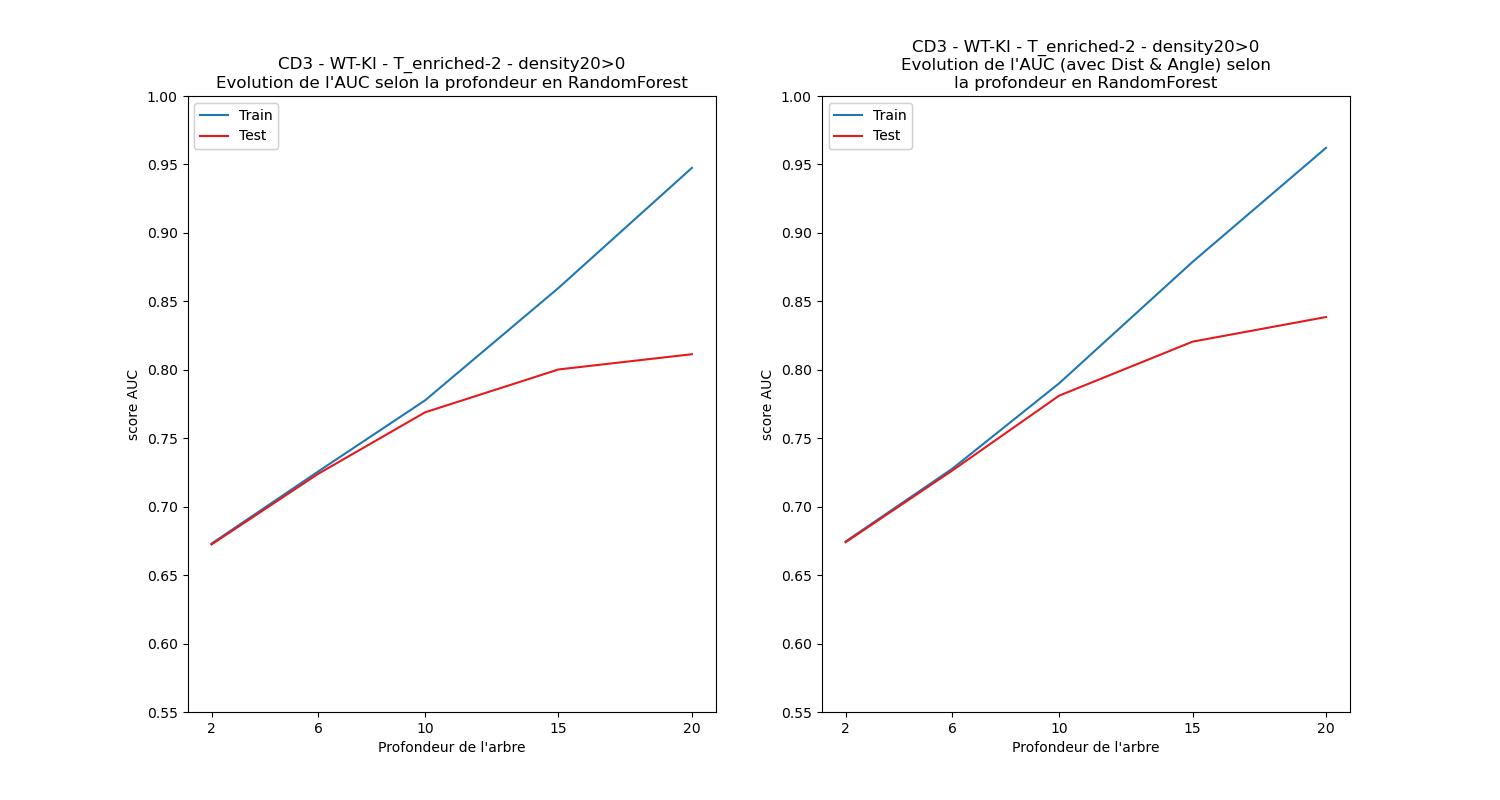 CD3 - WT-KI - T_enriched-2 - density20>0
Evolution de l'AUC selon la profondeur en RandomForest
1.00
0.95
0.90
0.85
0.80
0.75
0.70
0.65
0.60
0.55
score AUC
Train
Test
2 6 10 15 20
Profondeur de l'arbre
CD3 - WT-KI - T_enriched-2 - density20>0
Evolution de l'AUC (avec Dist & Angle) selon
la profondeur en RandomForest
1.00
0.95
0.90
0.85
0.80
0.75
0.70
0.65
0.60
0.55
score AUC
Train
Test
2 6 10 15 20
Profondeur de l'arbre